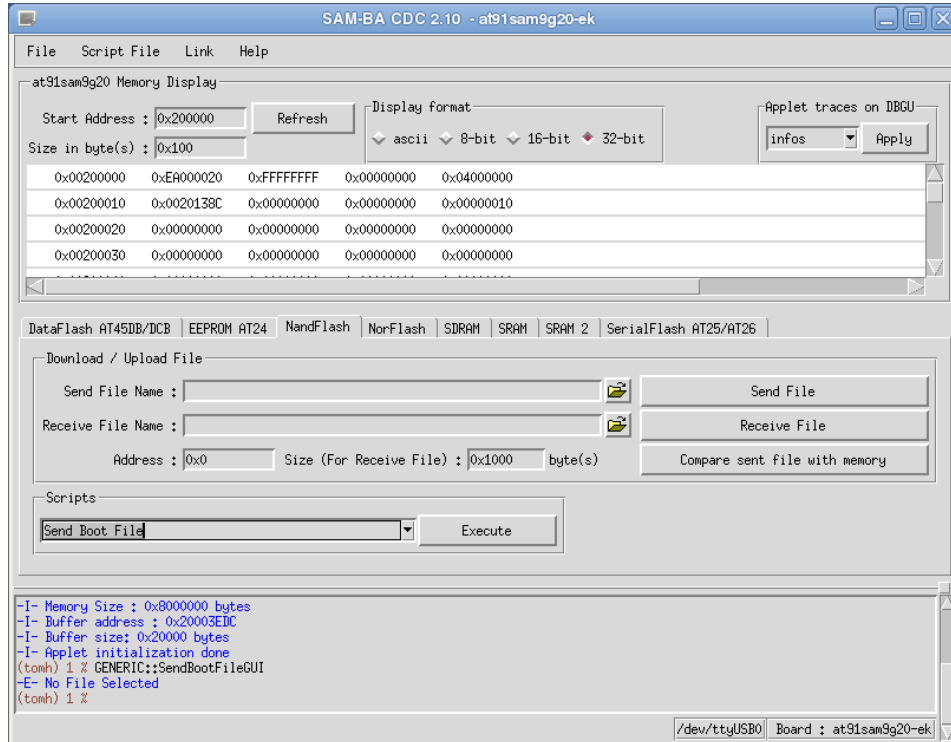 SAM-BA CDC 2.10 - at91sam9g20-ek
File Script File Link Help
at91sam9g20 Memory Display
Start Address : 0x200000 Refresh
Size in byte(s) : 0x100
Display format
ascii 8-bit 16-bit 32-bit
Applet traces on DBGU
infos Apply
0x00200000 0xEA000020 0xFFFFFFFF 0x00000000 0x04000000
0x00200010 0x0020138C 0x00000000 0x00000000 0x00000010
0x00200020 0x00000000 0x00000000 0x00000000 0x00000000
0x00200030 0x00000000 0x00000000 0x00000000 0x00000000
DataFlash AT45DB/DCB EEPROM AT24 NandFlash NorFlash SDRAM SRAM SRAM 2 SerialFlash AT25/AT26
Download / Upload File
Send File Name : Send File
Receive File Name : Receive File
Address : 0x0 Size (For Receive File) : 0x1000 byte(s) Compare sent file with memory
Scripts
Send Boot File Execute
-I- Memory Size : 0x8000000 bytes
-I- Buffer address : 0x20003EDC
-I- Buffer size: 0x20000 bytes
-I- Applet initialization done
(tomh) 1 % GENERIC::SendBootFileGUI
-E- No File Selected
(tomh) 1 %
/dev/ttyUSB0 Board : at91sam9g20-ek